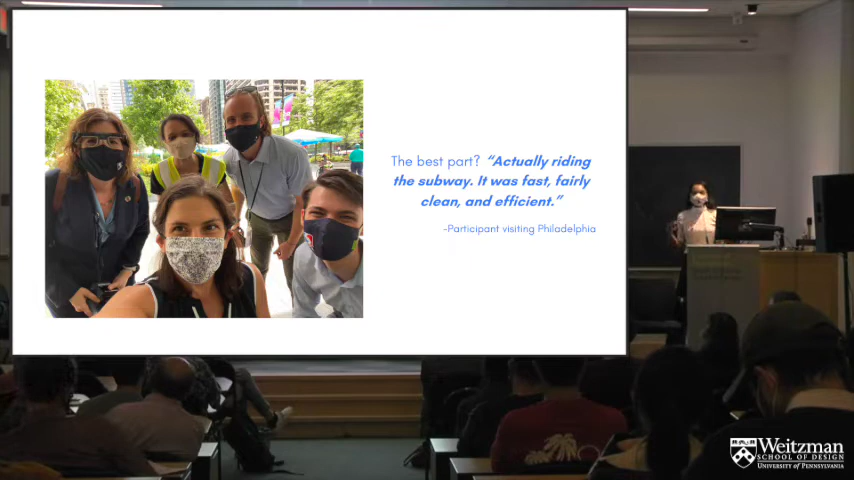 The best part? “Actually riding
the subway. It was fast, fairly
clean, and efficient.”
-Participant visiting Philadelphia
Weitzman
SCHOOL OF DESIGN
UNIVERSITY OF PENNSYLVANIA